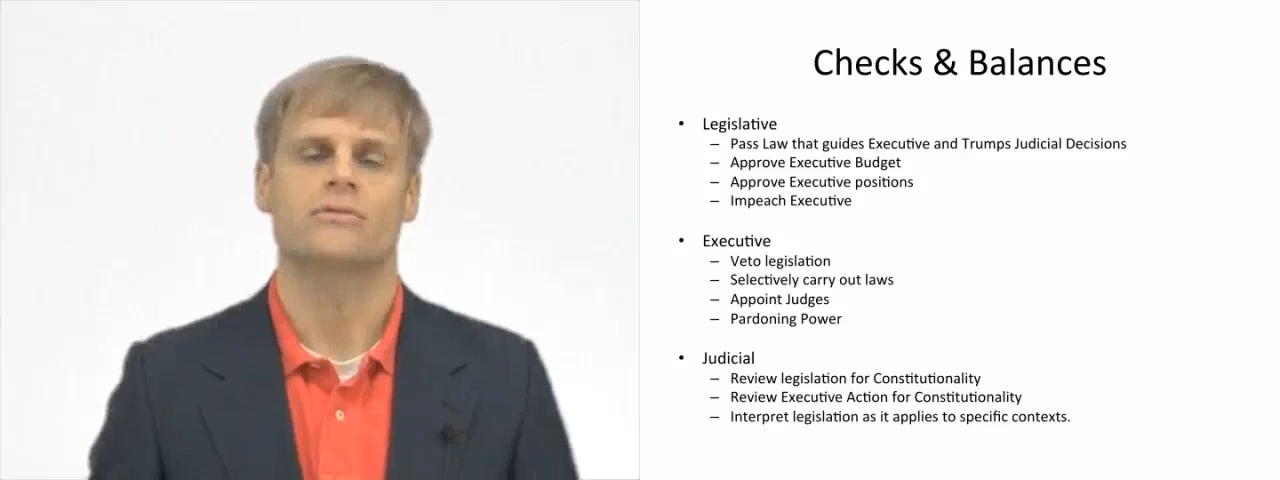 Checks & Balances
• Legislative
– Pass Law that guides Executive and Trumps Judicial Decisions
– Approve Executive Budget
– Approve Executive positions
– Impeach Executive
• Executive
– Veto legislation
– Selectively carry out laws
– Appoint Judges
– Pardoning Power
• Judicial
– Review legislation for Constitutionality
– Review Executive Action for Constitutionality
– Interpret legislation as it applies to specific contexts.